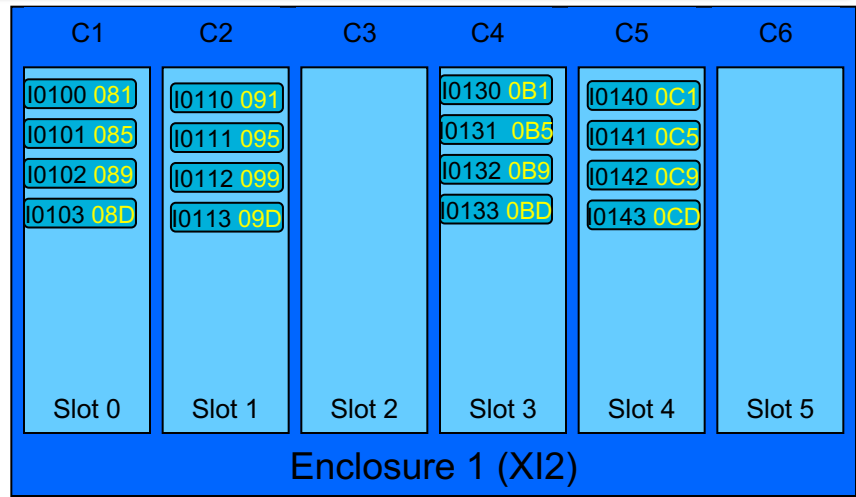 C1 C2 C3 C4 C5 C6
I0100 081
I0101 085
I0102 089
I0103 08D
I0110 091
I0111 095
I0112 099
I0113 09D
I0130 0B1
I0131 0B5
I0132 0B9
I0133 0BD
I0140 0C1
I0141 0C5
I0142 0C9
I0143 0CD
Slot 0 Slot 1 Slot 2 Slot 3 Slot 4 Slot 5
Enclosure 1 (XI2)